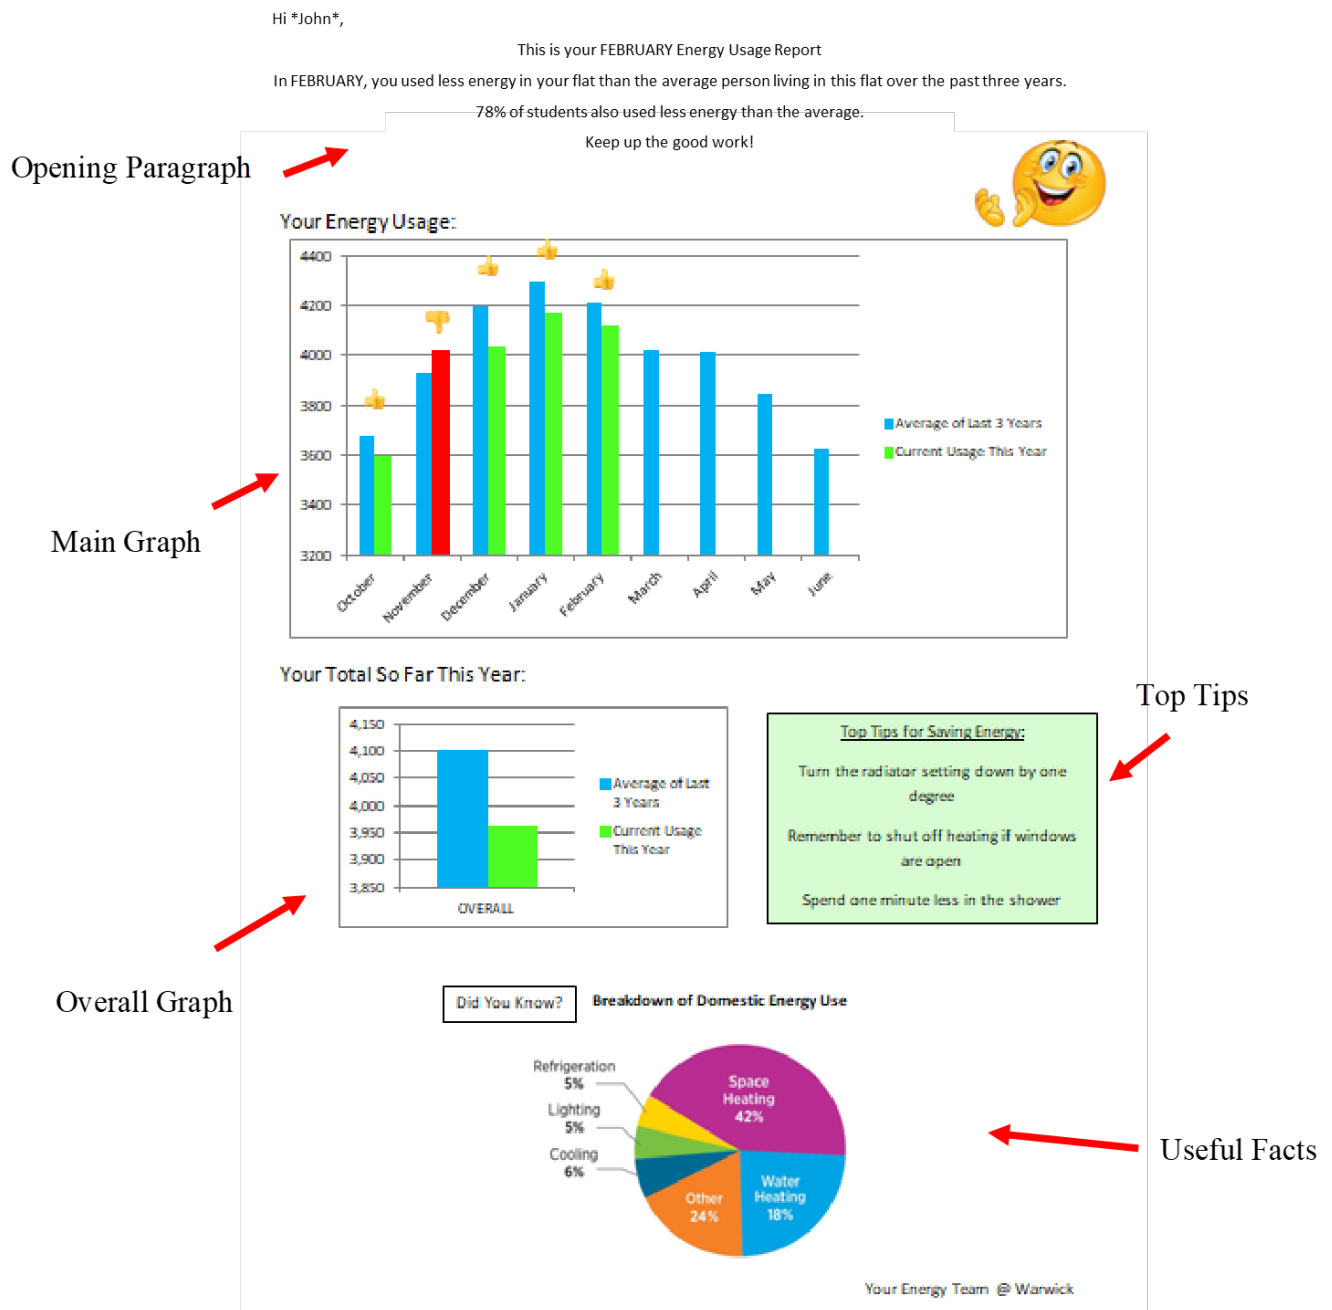 Hi *John*,
This is your FEBRUARY Energy Usage Report
In FEBRUARY, you used less energy in your flat than the average person living in this flat over the past three years.
78% of students also used less energy than the average.
Keep up the good work!
Opening Paragraph
Your Energy Usage:
4400
4200
4000
3800
3600
3400
3200
October
November
December
January
February
March
April
May
June
Average of Last 3 Years
Current Usage This Year
Main Graph
Your Total So Far This Year:
4,150
4,100
4,050
4,000
3,950
3,900
3,850
OVERALL
Average of Last
3 Years
Current Usage
This Year
Top Tips
Top Tips for Saving Energy:
Turn the radiator setting down by one
degree
Remember to shut off heating if windows
are open
Spend one minute less in the shower
Overall Graph
Did You Know?
Breakdown of Domestic Energy Use
Refrigeration
5%
Lighting
5%
Cooling
6%
Space
Heating
42%
Water
Heating
18%
Other
24%
Useful Facts
Your Energy Team @ Warwick